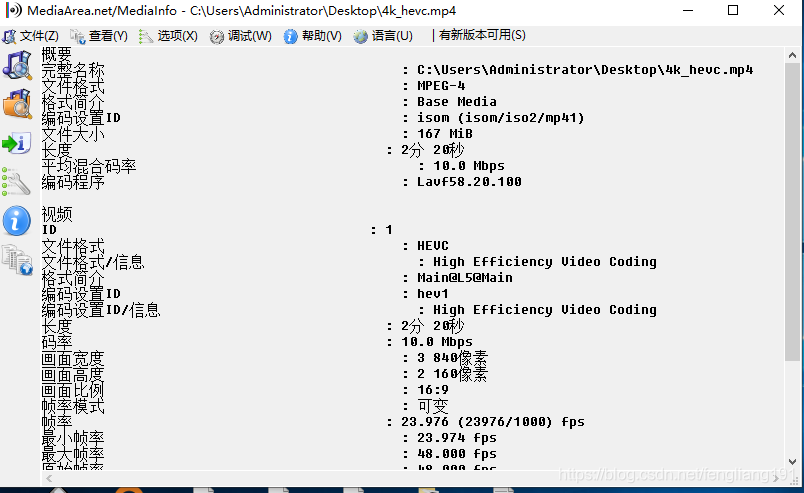 MediaArea.net/MediaInfo - C:\Users\Administrator\Desktop\4k_hevc.mp4
文件(Z) 查看(Y) 选项(X) 调试(W) 帮助(V) 语言(U) | 有新版本可用(S)
概要
完整名称 : C:\Users\Administrator\Desktop\4k_hevc.mp4
文件格式 : MPEG-4
格式简介 : Base Media
编码设置ID : isom (isom/iso2/mp41)
文件大小 : 167 MiB
长度 : 2分 20秒
平均混合码率 : 10.0 Mbps
编码程序 : Lavf58.20.100
视频
ID : 1
文件格式 : HEVC
文件格式/信息 : High Efficiency Video Coding
格式简介 : Main@L5@Main
编码设置ID : hev1
编码设置ID/信息 : High Efficiency Video Coding
长度 : 2分 20秒
码率 : 10.0 Mbps
画面宽度 : 3 840像素
画面高度 : 2 160像素
画面比例 : 16:9
帧率模式 : 可变
帧率 : 23.976 (23976/1000) fps
最小帧率 : 23.974 fps
最大帧率 : 48.000 fps
原始帧率 : 48.000 fps
https://blog.csdn.net/fengliang191